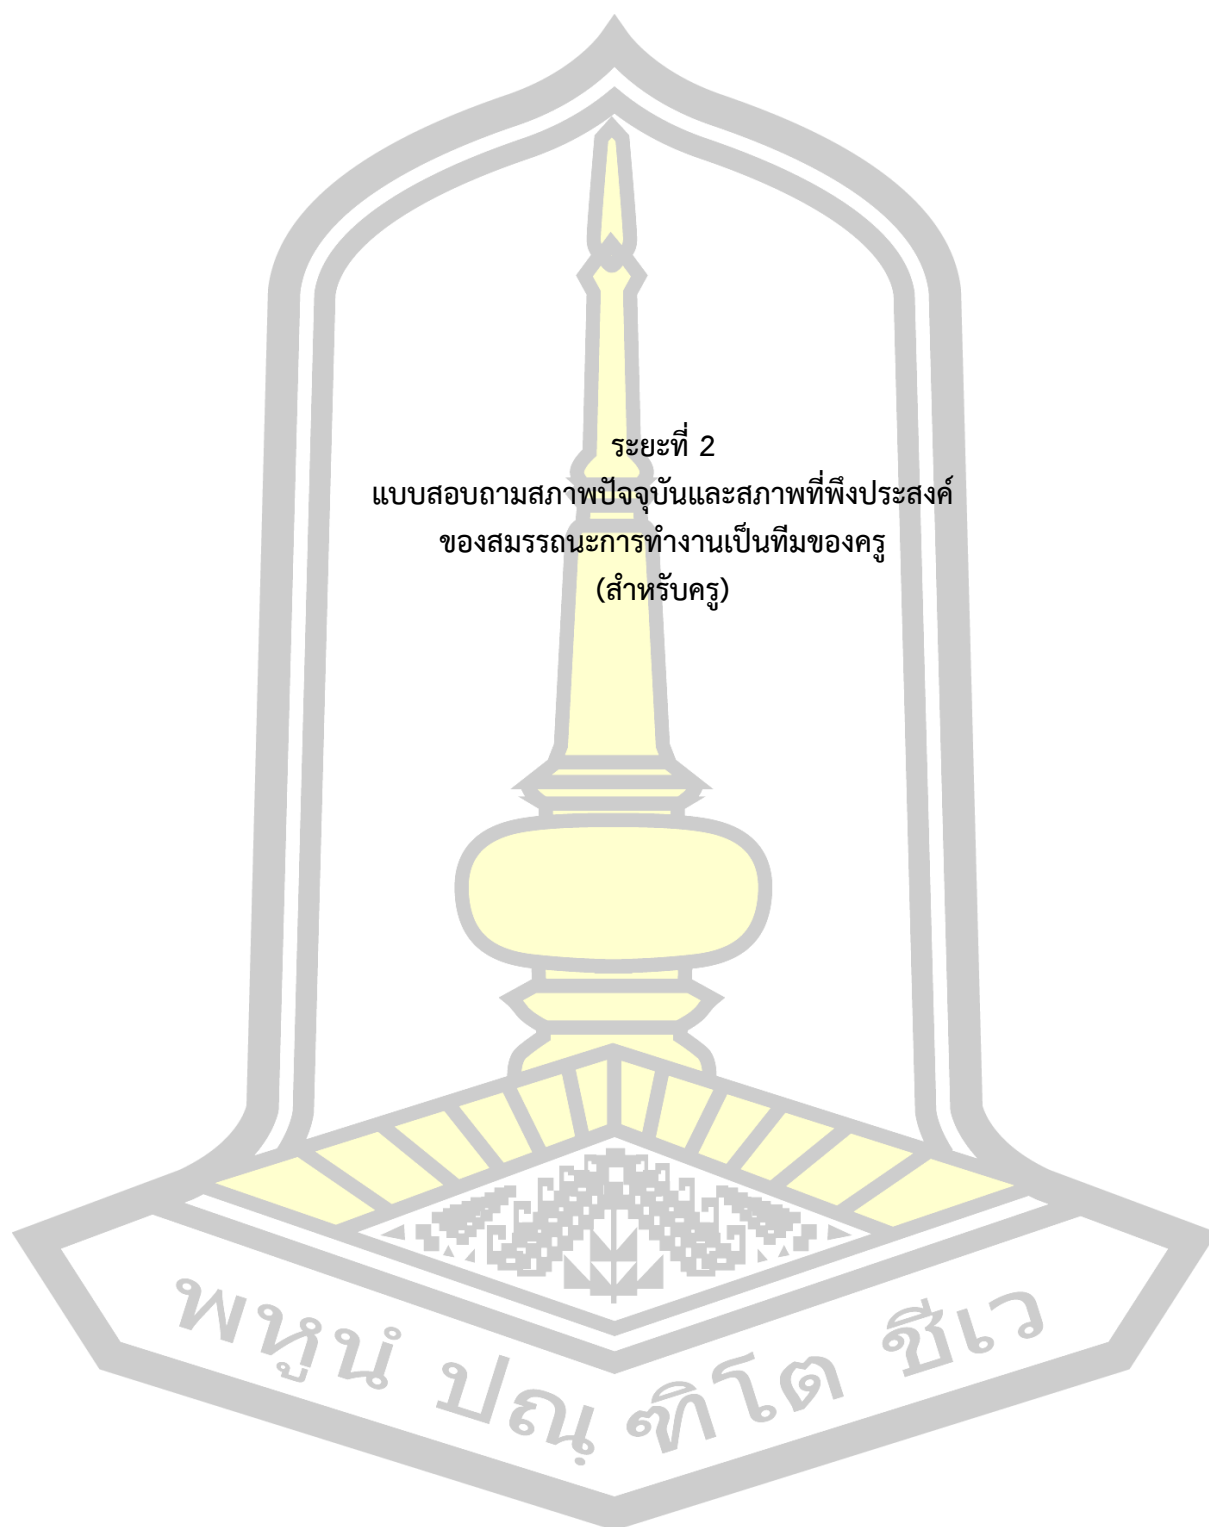 ระยะที่ 2
แบบสอบถามสภาพปัจจุบันและสภาพที่พึงประสงค์
ของสมรรถนะการทำงานเป็นทีมของครู
(สำหรับครู)
พหูนํ ปณฺฑิโต ชีเว